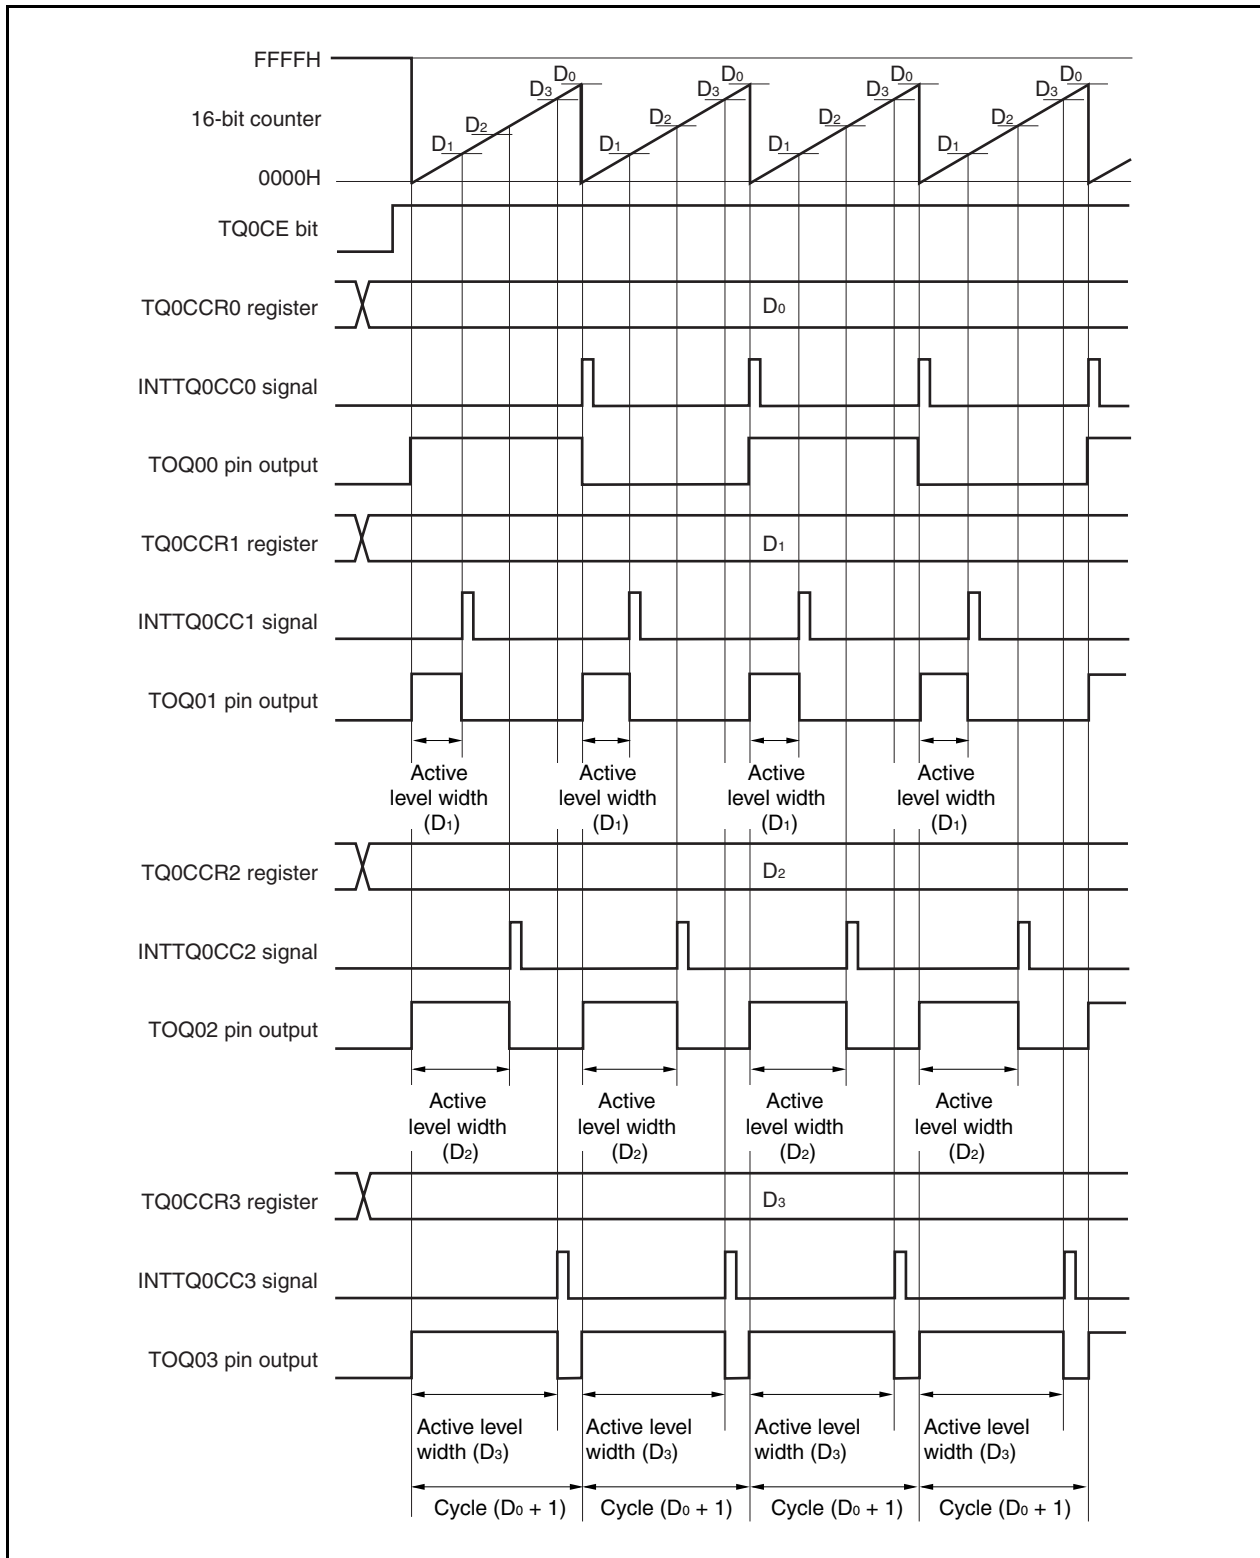 FFFFH
D0 D0 D0 D0
D3 D3 D3 D3
16-bit counter
D2 D2 D2 D2
D1 D1 D1 D1
0000H
TQ0CE bit
TQ0CCR0 register
D0
INTTQ0CC0 signal
TOQ00 pin output
TQ0CCR1 register
D1
INTTQ0CC1 signal
TOQ01 pin output
Active Active Active Active
level width level width level width level width
(D1) (D1) (D1) (D1)
TQ0CCR2 register
D2
INTTQ0CC2 signal
TOQ02 pin output
Active Active Active Active
level width level width level width level width
(D2) (D2) (D2) (D2)
TQ0CCR3 register
D3
INTTQ0CC3 signal
TOQ03 pin output
Active level Active level Active level Active level
width (D3) width (D3) width (D3) width (D3)
Cycle (D0 + 1) Cycle (D0 + 1) Cycle (D0 + 1) Cycle (D0 + 1)